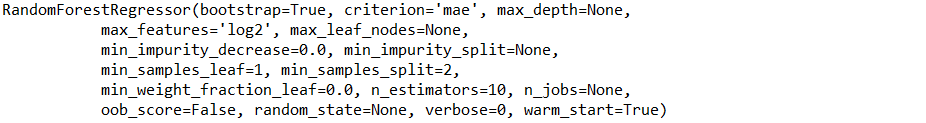 RandomForestRegressor(bootstrap=True, criterion='mae', max_depth=None,
max_features='log2', max_leaf_nodes=None,
min_impurity_decrease=0.0, min_impurity_split=None,
min_samples_leaf=1, min_samples_split=2,
min_weight_fraction_leaf=0.0, n_estimators=10, n_jobs=None,
oob_score=False, random_state=None, verbose=0, warm_start=True)